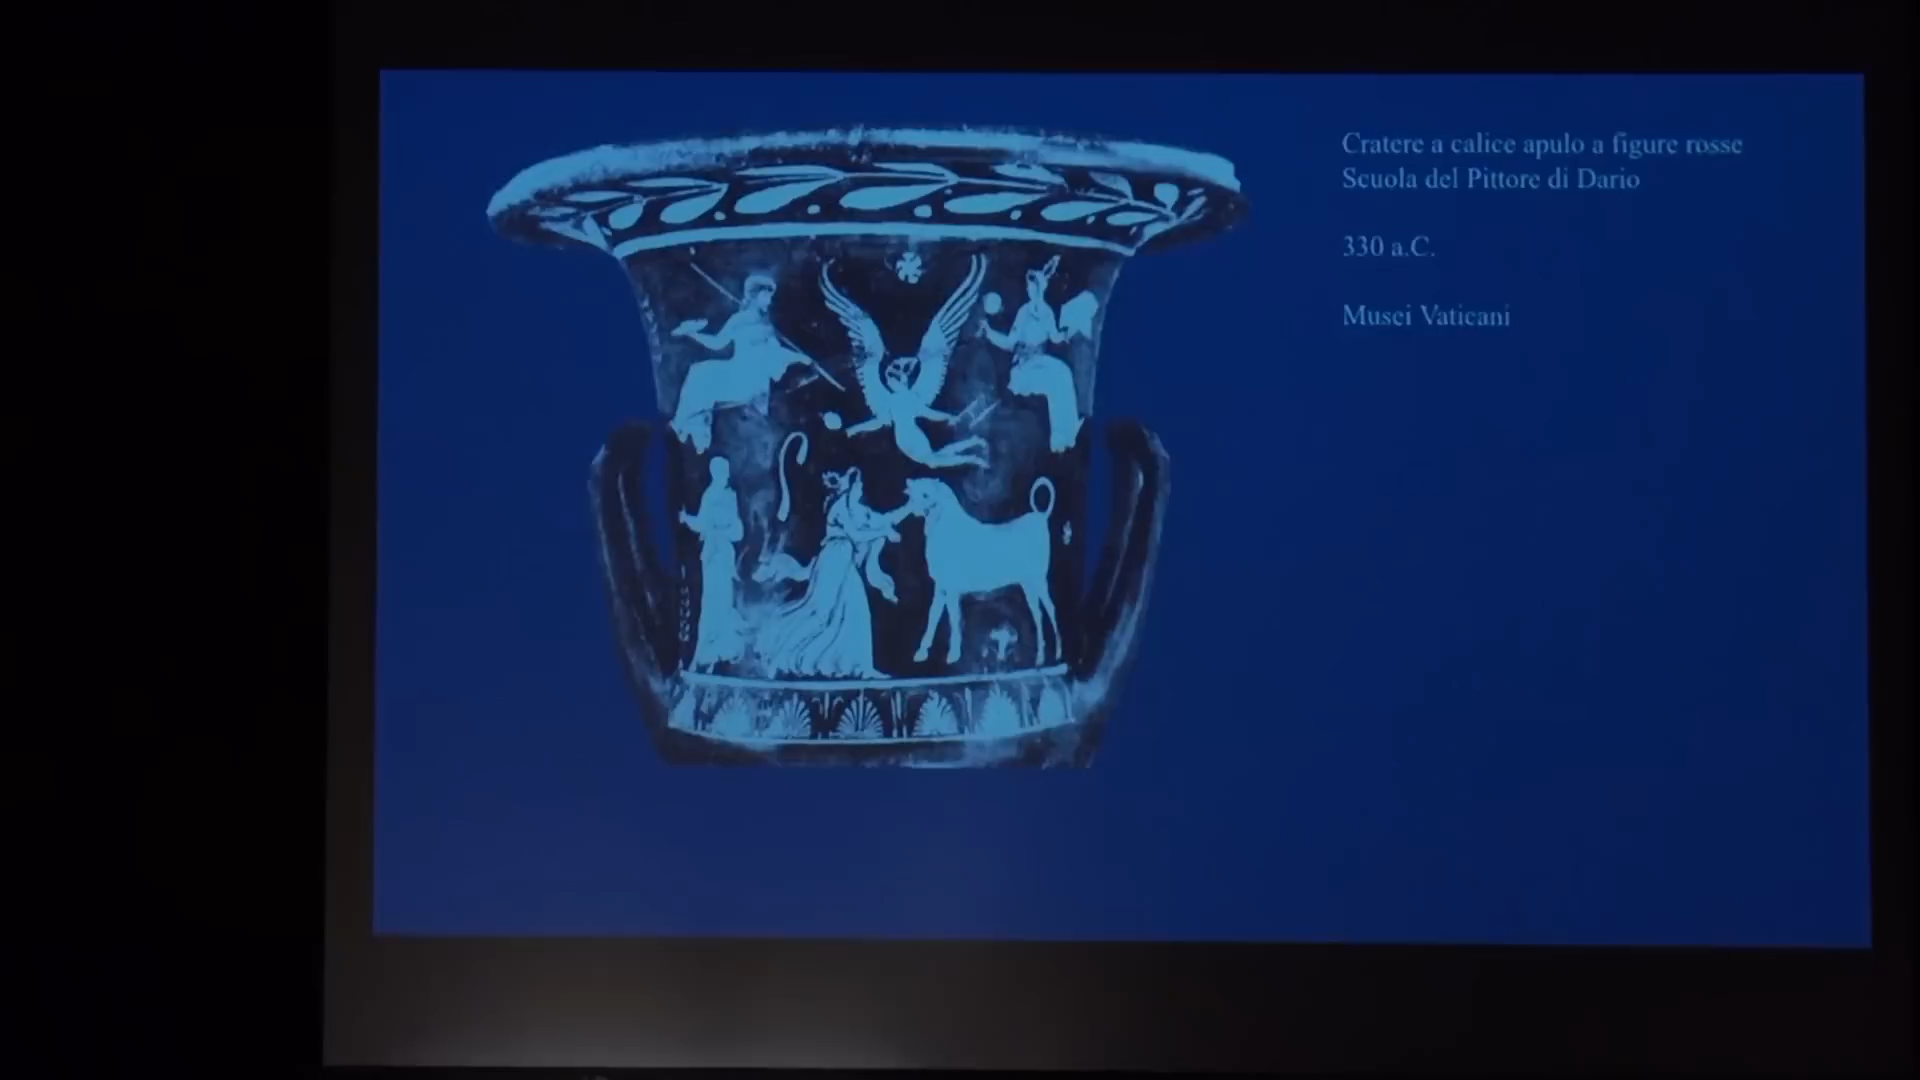 Cratere a calice apulo a figure rosse
Scuola del Pittore di Dario
330 a.C.
Musei Vaticani